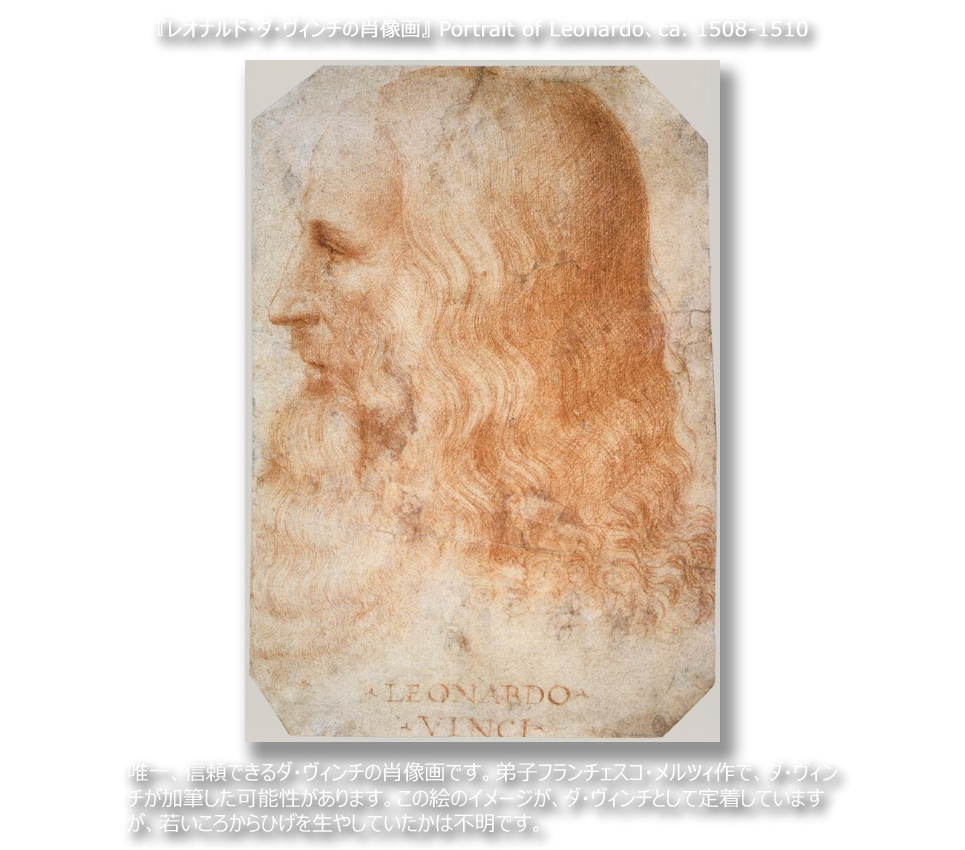 『レオナルド・ダ・ヴィンチの肖像画』 Portrait of Leonardo、ca. 1508-1510
LEONARDO
VINCI
唯一、信頼できるダ・ヴィンチの肖像画です。弟子フランチェスコ・メルツィ作で、ダ・ヴィン
チが加筆した可能性があります。この絵のイメージが、ダ・ヴィンチとして定着しています
が、若いころからひげを生やしていたかは不明です。